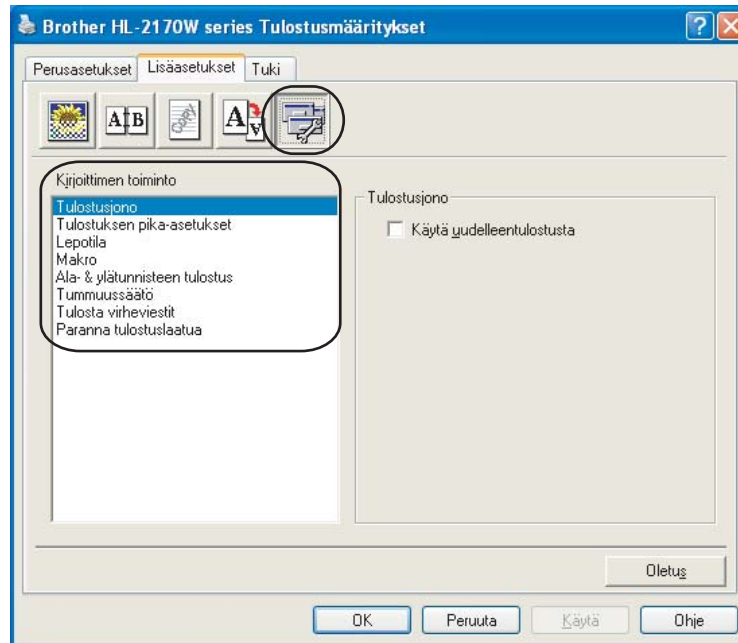 Brother HL-2170W series Tulostusmääritykset
Perusasetukset Lisäasetukset Tuki
A B copy A A
Kirjoittimen toiminto
Tulostusjono
Tulostuksen pika-asetukset
Lepotila
Makro
Ala- & ylätunnisteen tulostus
Tummuussäätö
Tulosta virheviestit
Paranna tulostuslaatua
Tulostusjono
Käytä uudelleentulostusta
Oletus
OK Peruuta Käytä Ohje